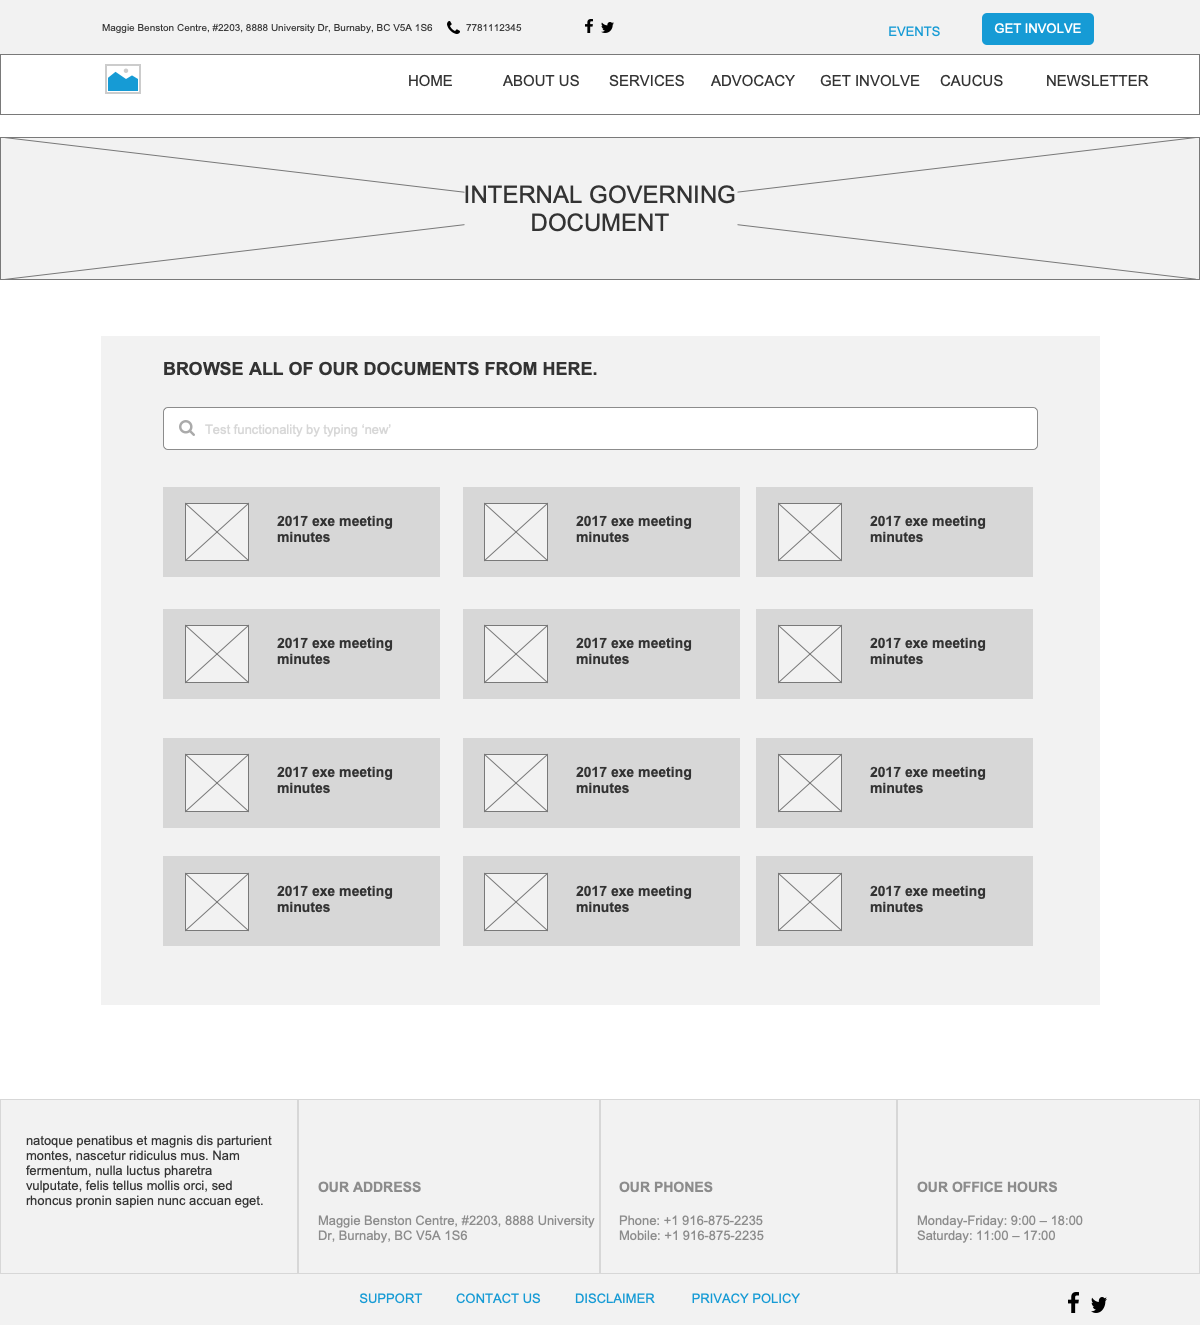 Maggie Benston Centre, #2203, 8888 University Dr, Burnaby, BC V5A 1S6
7781112345
EVENTS
GET INVOLVE
HOME
ABOUT US
SERVICES
ADVOCACY
GET INVOLVE
CAUCUS
NEWSLETTER
INTERNAL GOVERNING
DOCUMENT
BROWSE ALL OF OUR DOCUMENTS FROM HERE.
Test functionality by typing 'new'
2017 exe meeting
minutes
2017 exe meeting
minutes
2017 exe meeting
minutes
2017 exe meeting
minutes
2017 exe meeting
minutes
2017 exe meeting
minutes
2017 exe meeting
minutes
2017 exe meeting
minutes
2017 exe meeting
minutes
2017 exe meeting
minutes
2017 exe meeting
minutes
2017 exe meeting
minutes
natoque penatibus et magnis dis parturient
montes, nascetur ridiculus mus. Nam
fermentum, nulla luctus pharetra
vulputate, felis tellus mollis orci, sed
rhoncus pronin sapien nunc accuan eget.
OUR ADDRESS
Maggie Benston Centre, #2203, 8888 University
Dr, Burnaby, BC V5A 1S6
OUR PHONES
Phone: +1 916-875-2235
Mobile: +1 916-875-2235
OUR OFFICE HOURS
Monday-Friday: 9:00 – 18:00
Saturday: 11:00 – 17:00
SUPPORT
CONTACT US
DISCLAIMER
PRIVACY POLICY